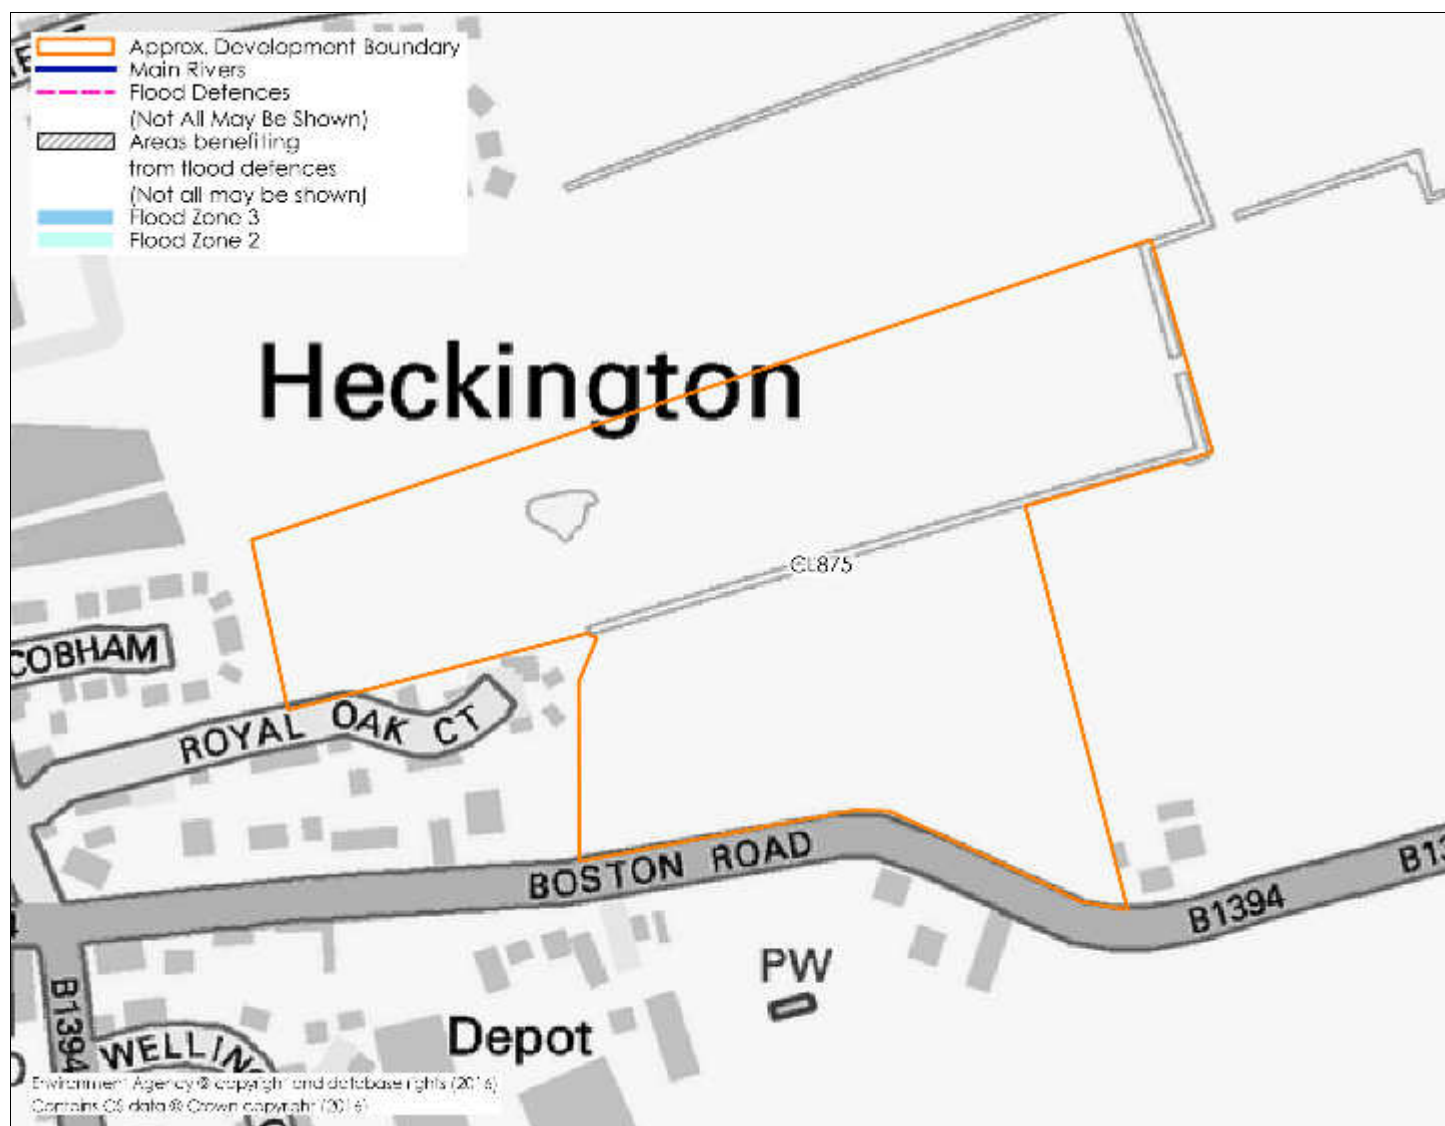 Approx. Development Boundary
Main Rivers
Flood Defences
(Not All May Be Shown)
Areas benefiting
from flood defences
(Not all may be shown)
Flood Zone 3
Flood Zone 2
Heckington
CL875
COBHAM
ROYAL OAK CT
BOSTON ROAD
B1394
B13
PW
B1394
Depot
WELLIN
Environment Agency © copyright and database rights (2016)
Contains OS data © Crown copyright (2016)